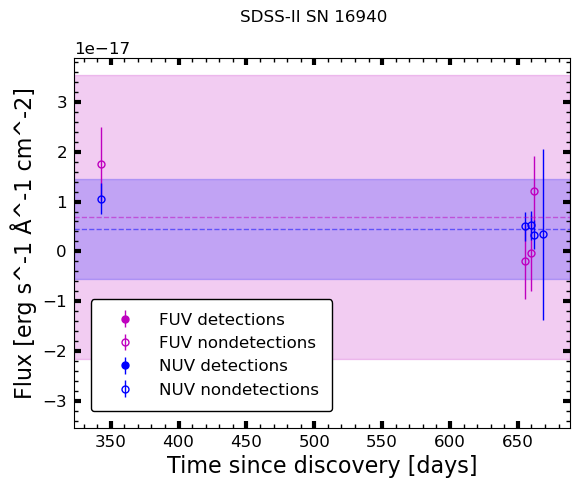 SDSS-II SN 16940
1e−17
Flux [erg s^-1 Å^-1 cm^-2]
3
2
1
0
−1
−2
−3
FUV detections
FUV nondetections
NUV detections
NUV nondetections
350 400 450 500 550 600 650
Time since discovery [days]